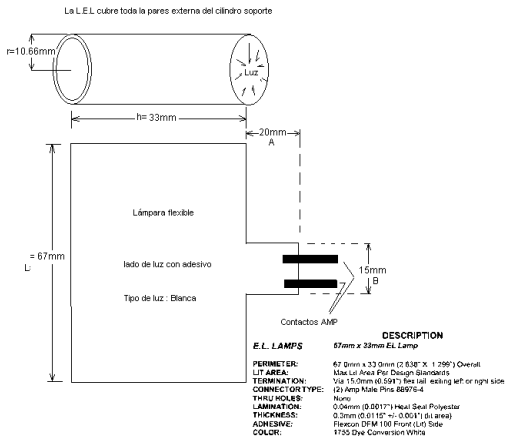 La L.E.L cubre toda la pares externa del cilindro soporte
r=10.66mm
Luz
h= 33mm
20mm
A
Lámpara flexible
= 67mm
L
lado de luz con adesivo
15mm
B
Tipo de luz : Blanca
Contactos AMP
DESCRIPTION
E.L. LAMPS 67mm x 33mm EL Lamp
PERIMETER: 67.0mm x 33.0mm (2.638" X 1.299") Overall
LIT AREA: Max Lit Area Per Design Standards
TERMINATION: Via 15.0mm (0.591") flex tail exiting left or right side
CONNECTOR TYPE: (2) Amp Male Pins 88976-4
THRU HOLES: None
LAMINATION: 0.04mm (0.0017") Heat Seal Polyester
THICKNESS: 0.3mm (0.0115" +/- 0.001") (lit area)
ADHESIVE: Flexcon DFM 100 Front (Lit) Side
COLOR: 1755 Dye Conversion White